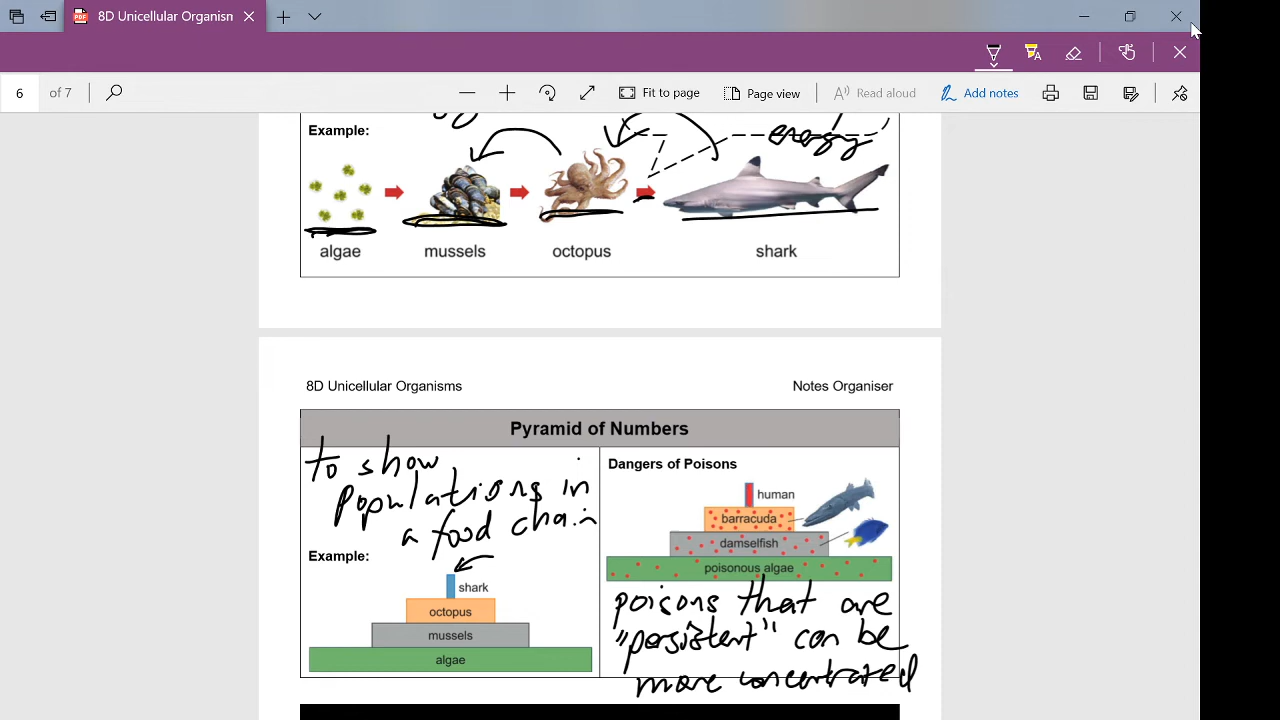 8D Unicellular Organisn
6 of 7
Fit to page
Page view
Read aloud
Add notes
Example:
energy
algae
mussels
octopus
shark
8D Unicellular Organisms
Notes Organiser
Pyramid of Numbers
to show
populations in
a food chain
Example:
shark
octopus
mussels
algae
Dangers of Poisons
human
barracuda
damselfish
poisonous algae
poisons that are
"persistent" can be
more concentrated